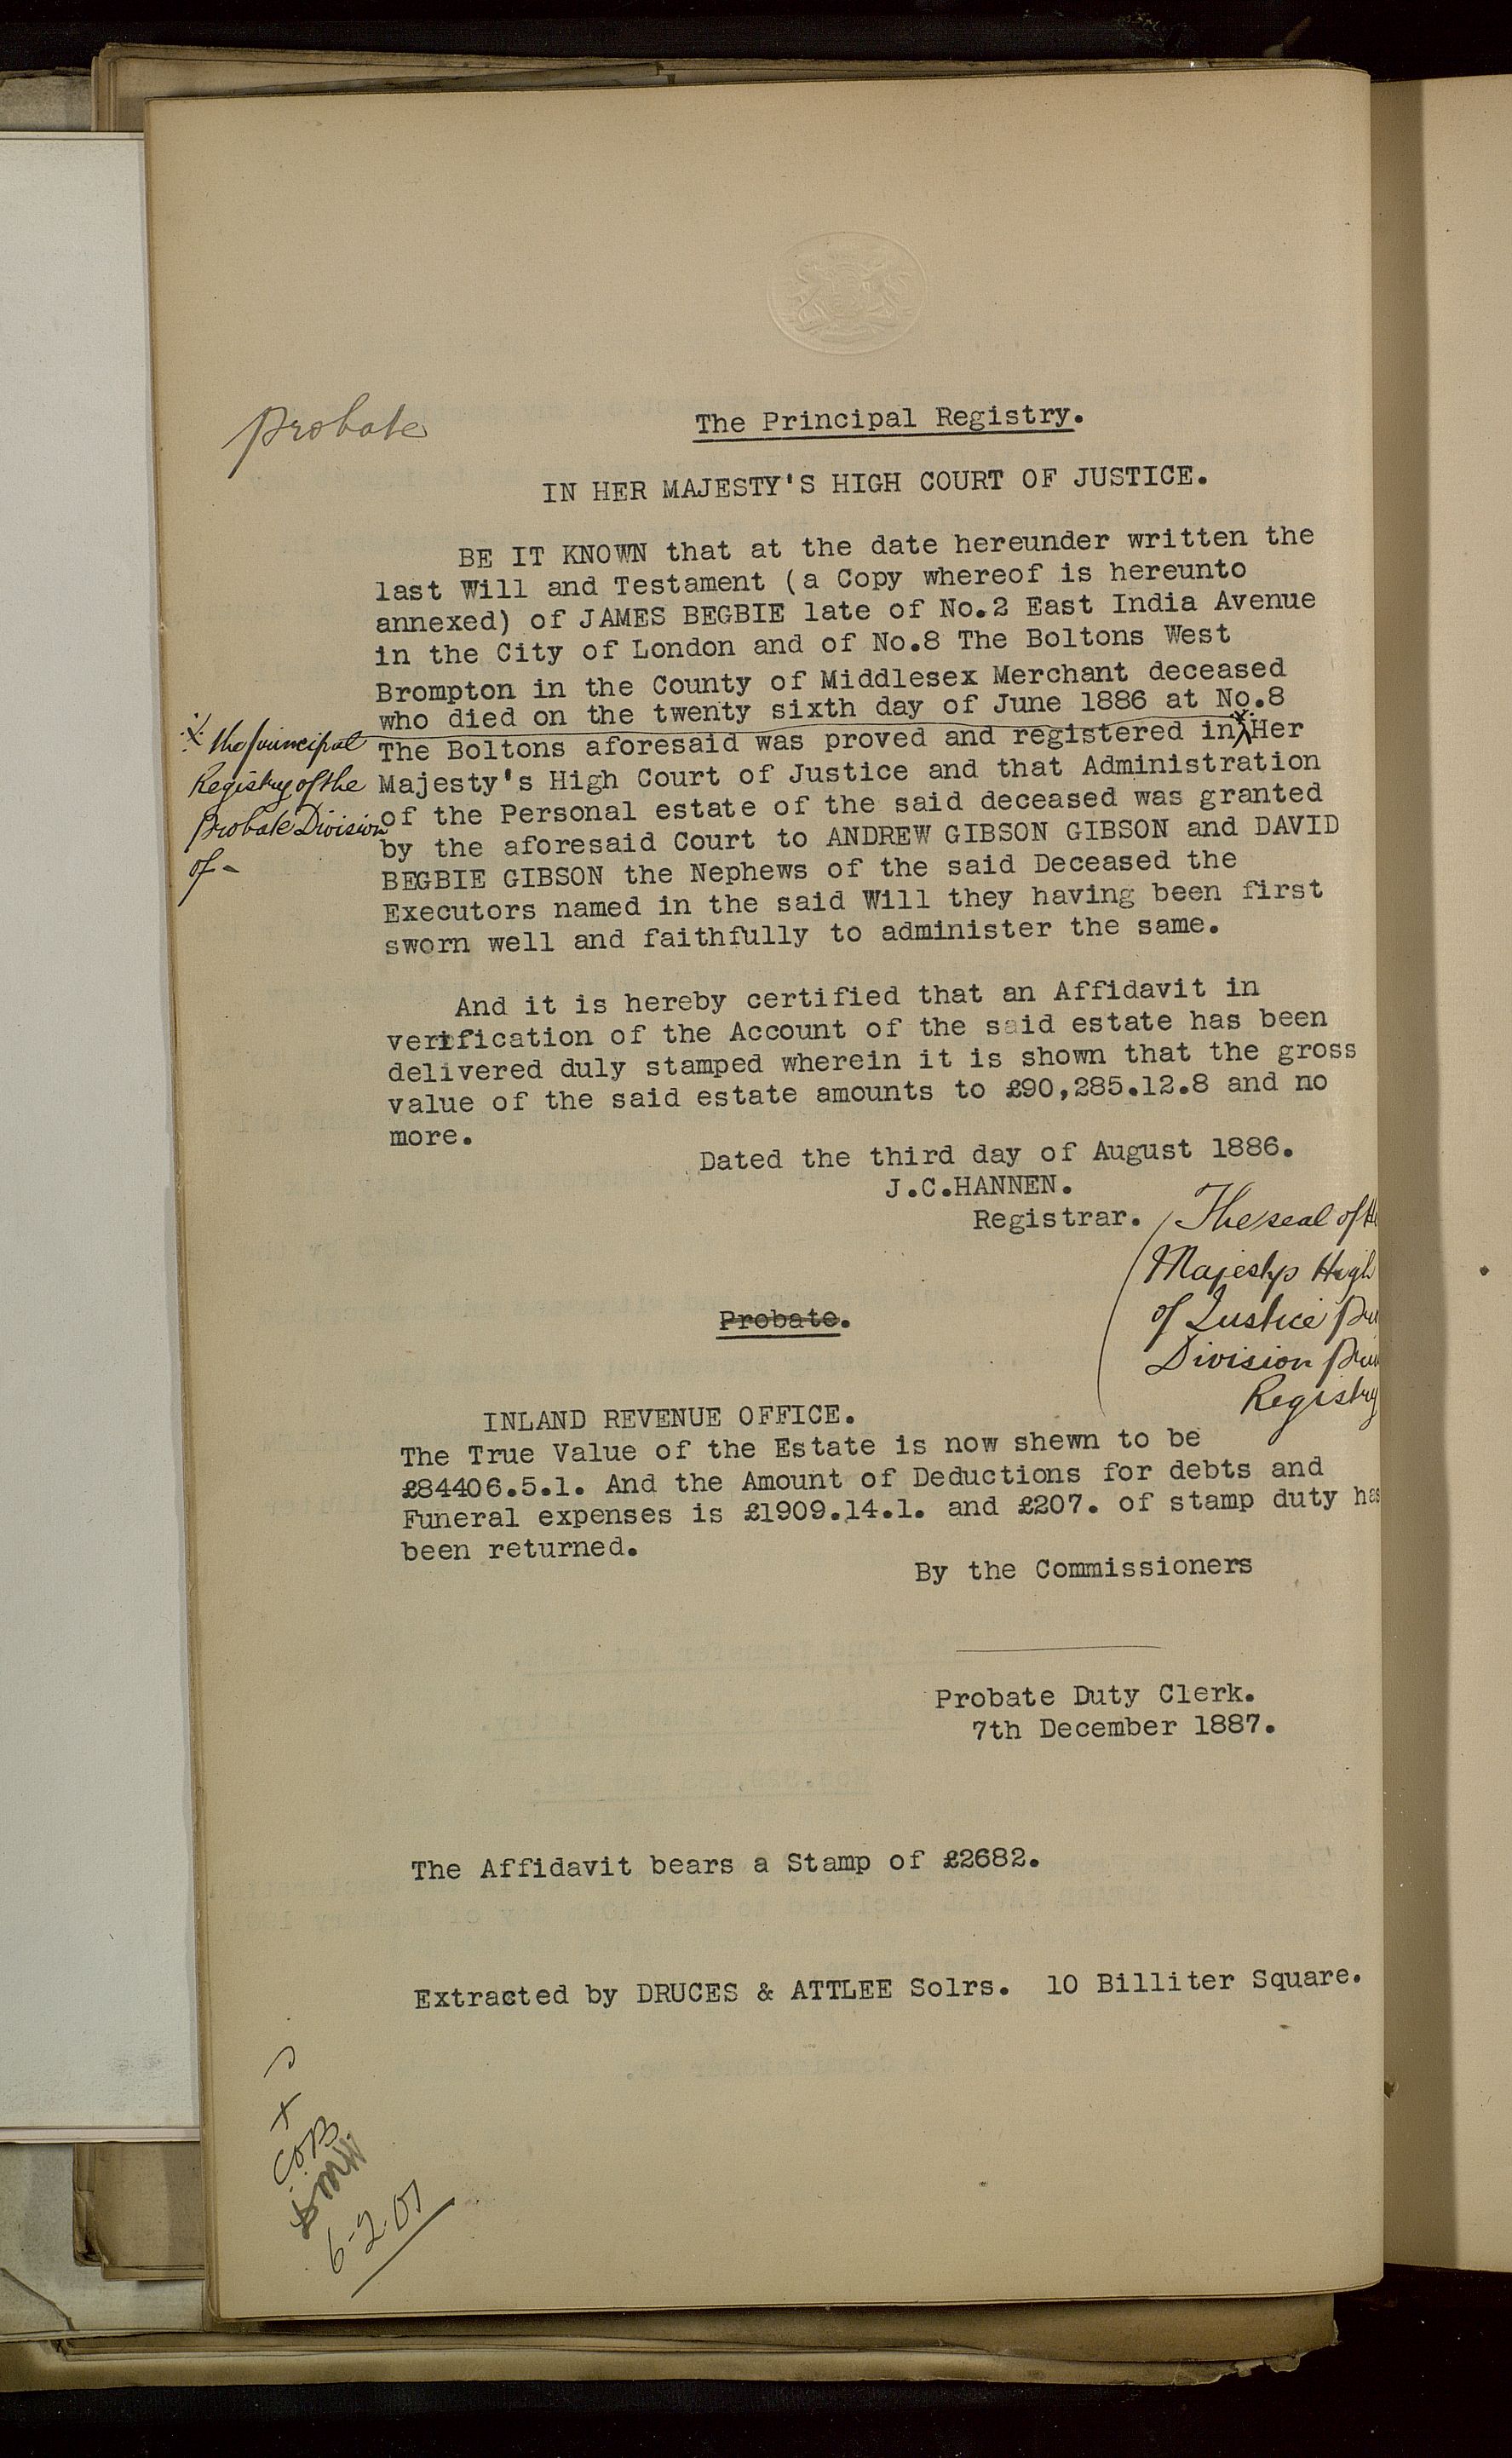 Probate
The Principal Registry.
IN HER MAJESTY'S HIGH COURT OF JUSTICE.
BE IT KNOWN that at the date hereunder written the
last Will and Testament (a Copy whereof is hereunto
annexed) of JAMES BEGBIE late of No.2 East India Avenue
in the City of London and of No.8 The Boltons West
Brompton in the County of Middlesex Merchant deceased
who died on the twenty sixth day of June 1886 at No.8
The Boltons aforesaid was proved and registered in Her
Majesty's High Court of Justice and that Administration
of the Personal estate of the said deceased was granted
by the aforesaid Court to ANDREW GIBSON GIBSON and DAVID
BEGBIE GIBSON the Nephews of the said Deceased the
Executors named in the said Will they having been first
sworn well and faithfully to administer the same.
the principal
Registry of the
Probate Division
of -
And it is hereby certified that an Affidavit in
verification of the Account of the said estate has been
delivered duly stamped wherein it is shown that the gross
value of the said estate amounts to £90,285.12.8 and no
more.
Dated the third day of August 1886.
J.C.HANNEN.
Registrar.
The seal of
Majestys High
of Justice
Division
Registry
Probate.
INLAND REVENUE OFFICE.
The True Value of the Estate is now shewn to be
£84406.5.1. And the Amount of Deductions for debts and
Funeral expenses is £1909.14.1. and £207. of stamp duty has
been returned.
By the Commissioners
Probate Duty Clerk.
7th December 1887.
The Affidavit bears a Stamp of £2682.
Extracted by DRUCES & ATTLEE Solrs. 10 Billiter Square.
6-2-01